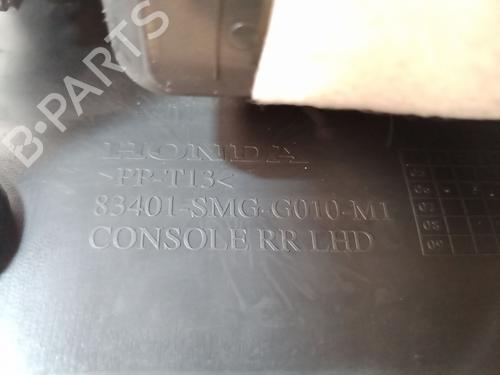 B-PARTS
HONDA
>PP-T13<
83401-SMG-G010-M1
CONSOLE RR LHD